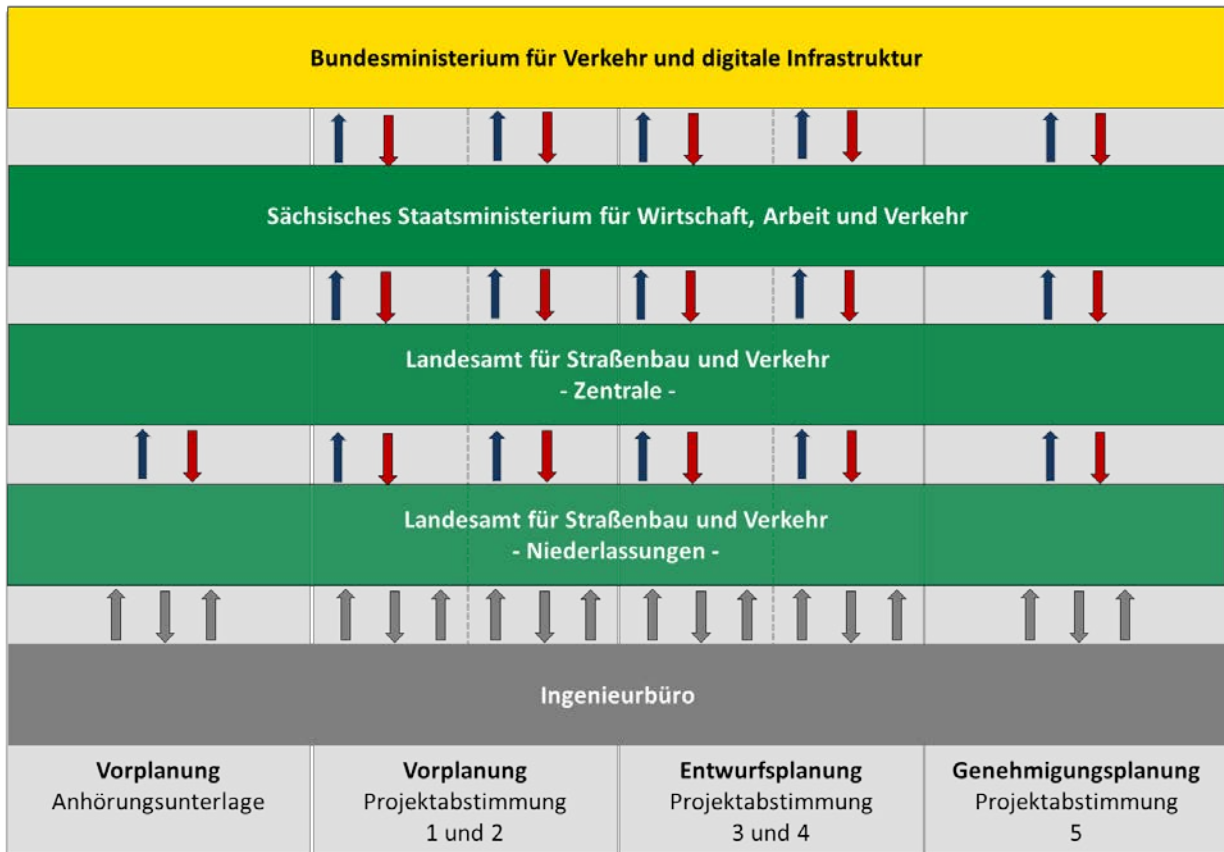 Bundesministerium für Verkehr und digitale Infrastruktur
Sächsisches Staatsministerium für Wirtschaft, Arbeit und Verkehr
Landesamt für Straßenbau und Verkehr
- Zentrale -
Landesamt für Straßenbau und Verkehr
- Niederlassungen -
Ingenieurbüro
Vorplanung
Anhörungsunterlage
Vorplanung
Projektabstimmung
1 und 2
Entwurfsplanung
Projektabstimmung
3 und 4
Genehmigungsplanung
Projektabstimmung
5